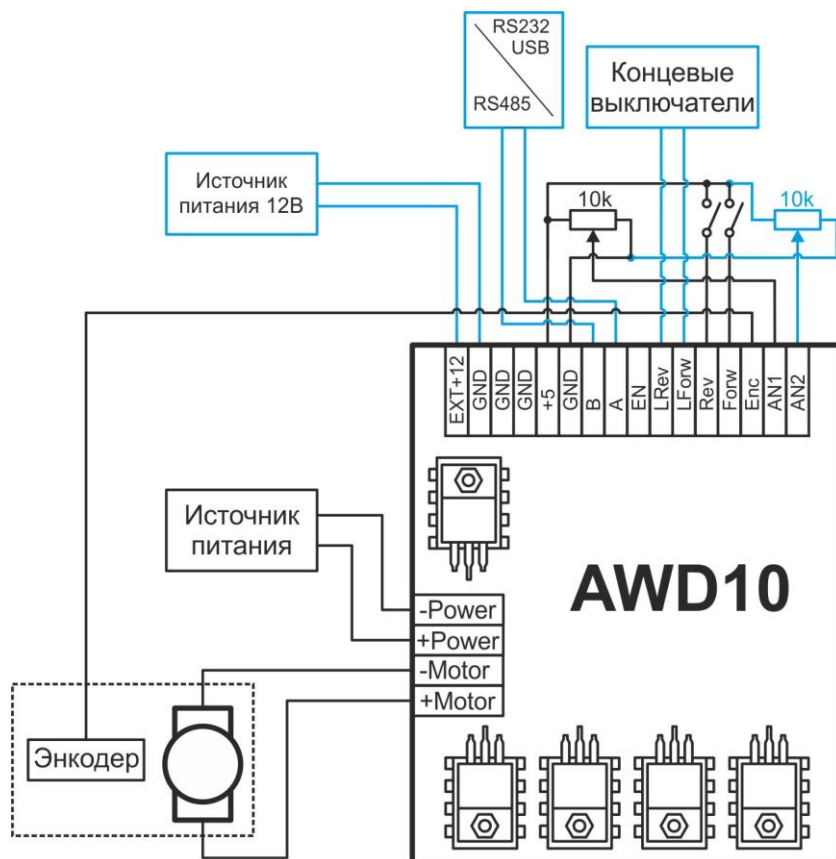 RS232
USB
RS485
Концевые
выключатели
Источник
питания 12В
10k
10k
EXT+12
GND
GND
GND
+5
GND
B
A
EN
LRev
LForw
Rev
Forw
Enc
AN1
AN2
Источник
питания
AWD10
-Power
+Power
-Motor
+Motor
Энкодер